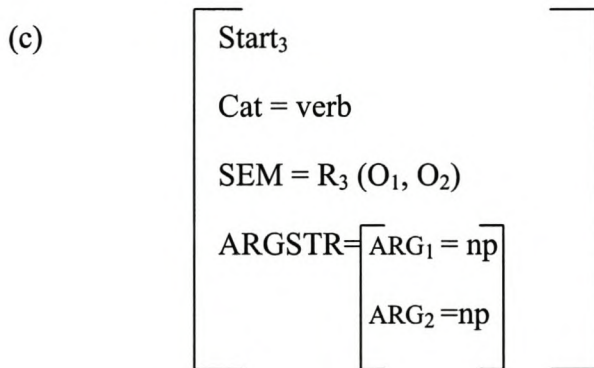 (c)
Start₃
Cat = verb
SEM = R₃ (O₁, O₂)
ARGSTR= ARG₁ = np
ARG₂ =np